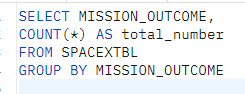 SELECT MISSION_OUTCOME,
COUNT(*) AS total_number
FROM SPACEXTBL
GROUP BY MISSION_OUTCOME